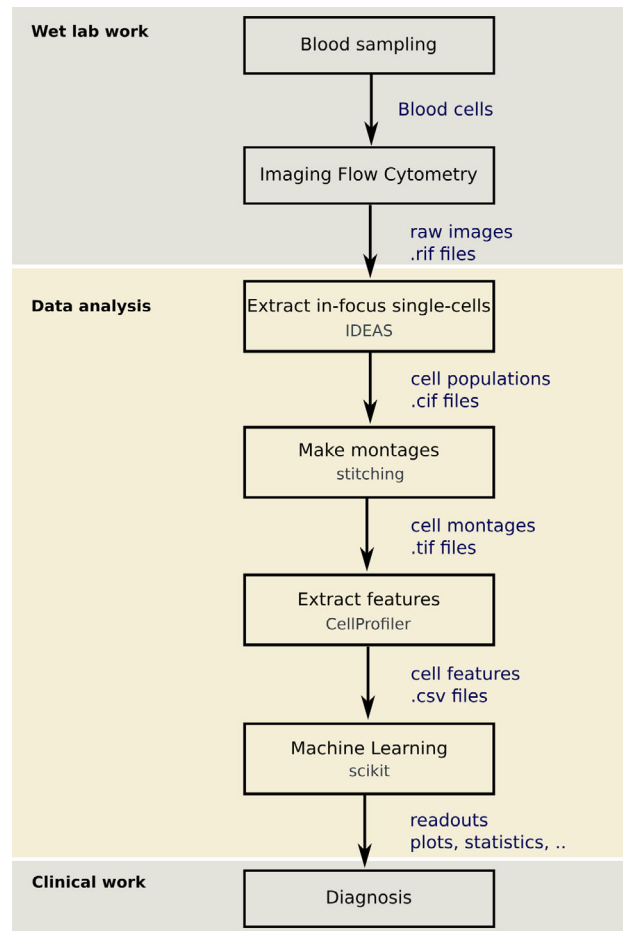 Wet lab work
Blood sampling
Blood cells
Imaging Flow Cytometry
raw images
.rif files
Data analysis
Extract in-focus single-cells
IDEAS
cell populations
.cif files
Make montages
stitching
cell montages
.tif files
Extract features
CellProfiler
cell features
.csv files
Machine Learning
scikit
readouts
plots, statistics, ..
Clinical work
Diagnosis